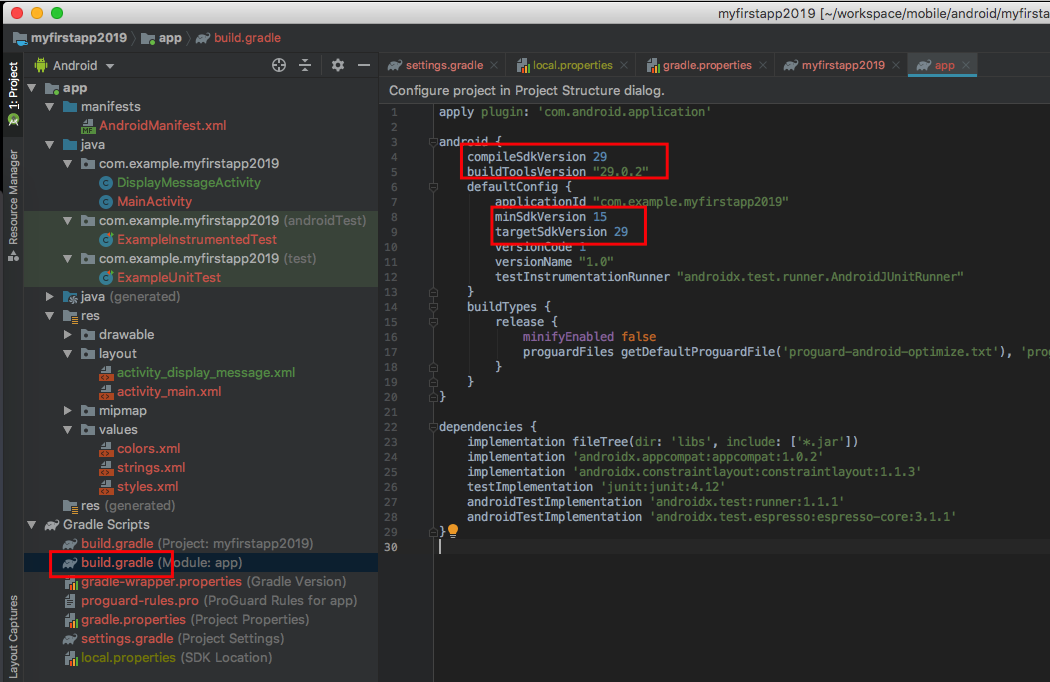 myfirstapp2019 [~/workspace/mobile/android/myfirsta
myfirstapp2019 app build.gradle
1: Project
Resource Manager
Layout Captures
Android
app
manifests
AndroidManifest.xml
java
com.example.myfirstapp2019
DisplayMessageActivity
MainActivity
com.example.myfirstapp2019 (androidTest)
ExampleInstrumentedTest
com.example.myfirstapp2019 (test)
ExampleUnitTest
java (generated)
res
drawable
layout
activity_display_message.xml
activity_main.xml
mipmap
values
colors.xml
strings.xml
styles.xml
res (generated)
Gradle Scripts
build.gradle (Project: myfirstapp2019)
build.gradle (Module: app)
gradle-wrapper.properties (Gradle Version)
proguard-rules.pro (ProGuard Rules for app)
gradle.properties (Project Properties)
settings.gradle (Project Settings)
local.properties (SDK Location)
settings.gradle local.properties gradle.properties myfirstapp2019 app
Configure project in Project Structure dialog.
1 apply plugin: 'com.android.application'
2
3 android {
4 compileSdkVersion 29
5 buildToolsVersion "29.0.2"
6 defaultConfig {
7 applicationId "com.example.myfirstapp2019"
8 minSdkVersion 15
9 targetSdkVersion 29
10 versionCode 1
11 versionName "1.0"
12 testInstrumentationRunner "androidx.test.runner.AndroidJUnitRunner"
13 }
14 buildTypes {
15 release {
16 minifyEnabled false
17 proguardFiles getDefaultProguardFile('proguard-android-optimize.txt'), 'pro
18 }
19 }
20 }
21
22 dependencies {
23 implementation fileTree(dir: 'libs', include: ['*.jar'])
24 implementation 'androidx.appcompat:appcompat:1.0.2'
25 implementation 'androidx.constraintlayout:constraintlayout:1.1.3'
26 testImplementation 'junit:junit:4.12'
27 androidTestImplementation 'androidx.test:runner:1.1.1'
28 androidTestImplementation 'androidx.test.espresso:espresso-core:3.1.1'
29 }
30